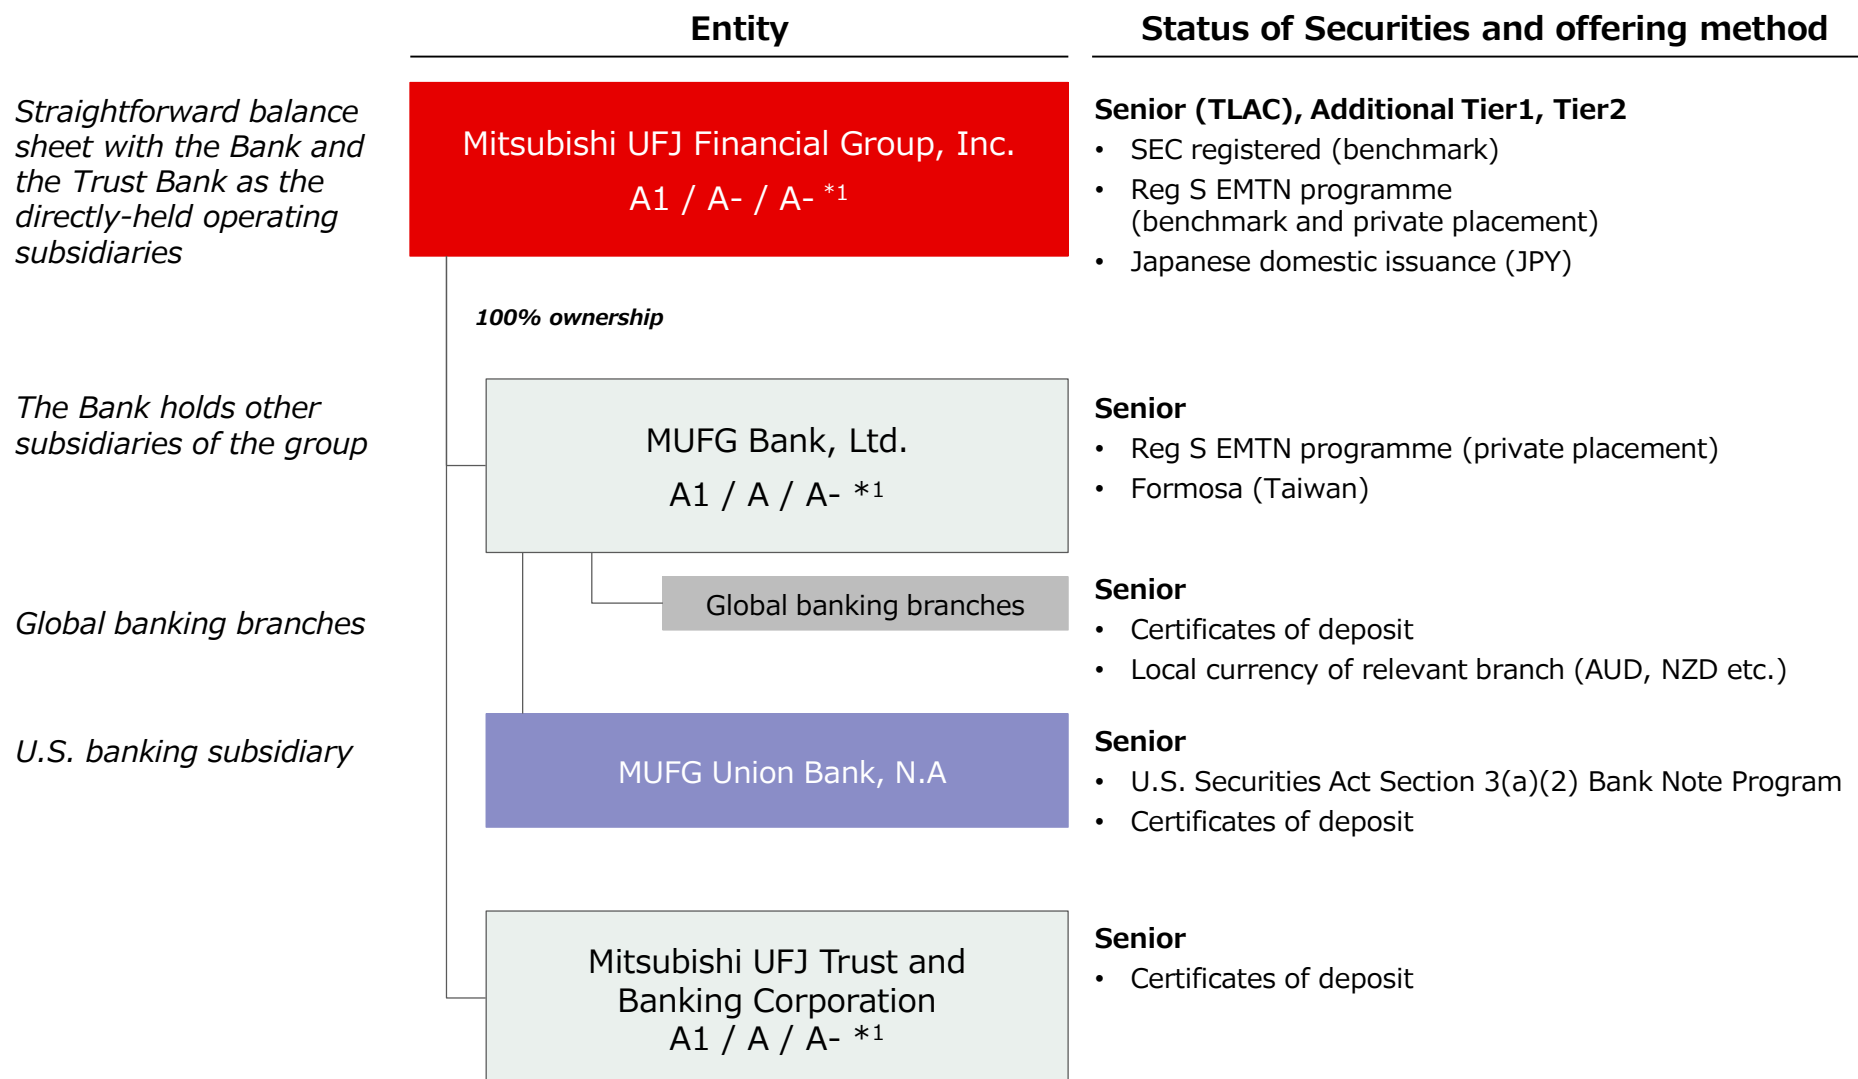 Entity
Status of Securities and offering method
Straightforward balance
sheet with the Bank and
the Trust Bank as the
directly-held operating
subsidiaries
Mitsubishi UFJ Financial Group, Inc.
A1 / A- / A- *1
Senior (TLAC), Additional Tier1, Tier2
• SEC registered (benchmark)
• Reg S EMTN programme
(benchmark and private placement)
• Japanese domestic issuance (JPY)
100% ownership
The Bank holds other
subsidiaries of the group
MUFG Bank, Ltd.
A1 / A / A- *1
Senior
• Reg S EMTN programme (private placement)
• Formosa (Taiwan)
Global banking branches
Global banking branches
Senior
• Certificates of deposit
• Local currency of relevant branch (AUD, NZD etc.)
U.S. banking subsidiary
MUFG Union Bank, N.A
Senior
• U.S. Securities Act Section 3(a)(2) Bank Note Program
• Certificates of deposit
Mitsubishi UFJ Trust and
Banking Corporation
A1 / A / A- *1
Senior
• Certificates of deposit